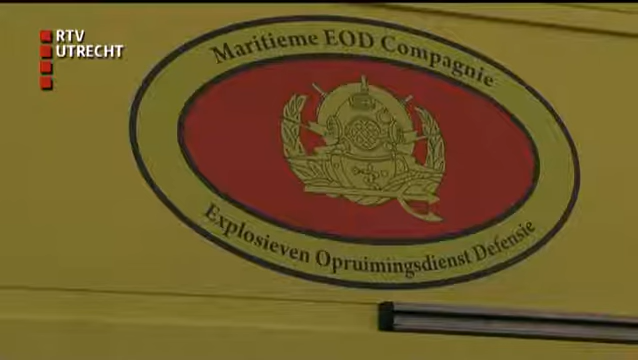 RTV
UTRECHT
Maritieme EOD Compagnie
Explosieven Opruimingsdienst Defensie